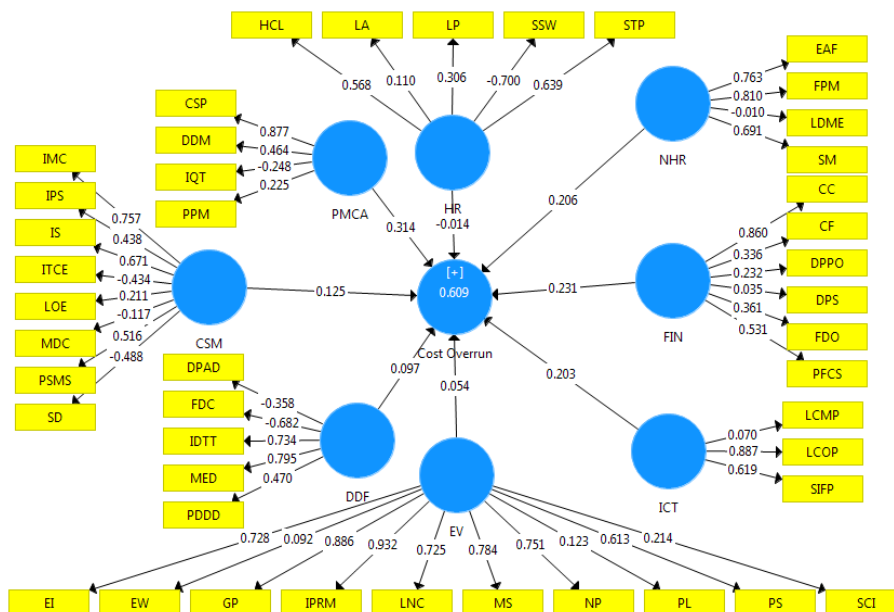 HCL LA LP SSW STP
0.568 0.110 0.306 -0.700 0.639
HR
EAF
FPM
LDME
SM
0.763
0.810
-0.010
0.691
NHR
CSP
DDM
IQT
PPM
0.877
0.464
-0.248
0.225
PMCA
IMC
IPS
IS
ITCE
LOE
MDC
PSMS
SD
0.757
0.438
0.671
-0.434
0.211
-0.117
0.516
-0.488
CSM
0.314
-0.014
0.206
0.125
0.231
0.097
0.054
0.203
[+]
0.609
Cost Overrun
CC
CF
DPPO
DPS
FDO
PFCS
0.860
0.336
0.232
0.035
0.361
0.531
FIN
DPAD
FDC
IDTT
MED
PDDD
-0.358
-0.682
0.734
0.795
0.470
DDF
LCMP
LCOP
SIFP
0.070
0.887
0.619
ICT
EV
0.728 0.092 0.886 0.932 0.725 0.784 0.751 0.123 0.613 0.214
EI EW GP IPRM LNC MS NP PL PS SCI